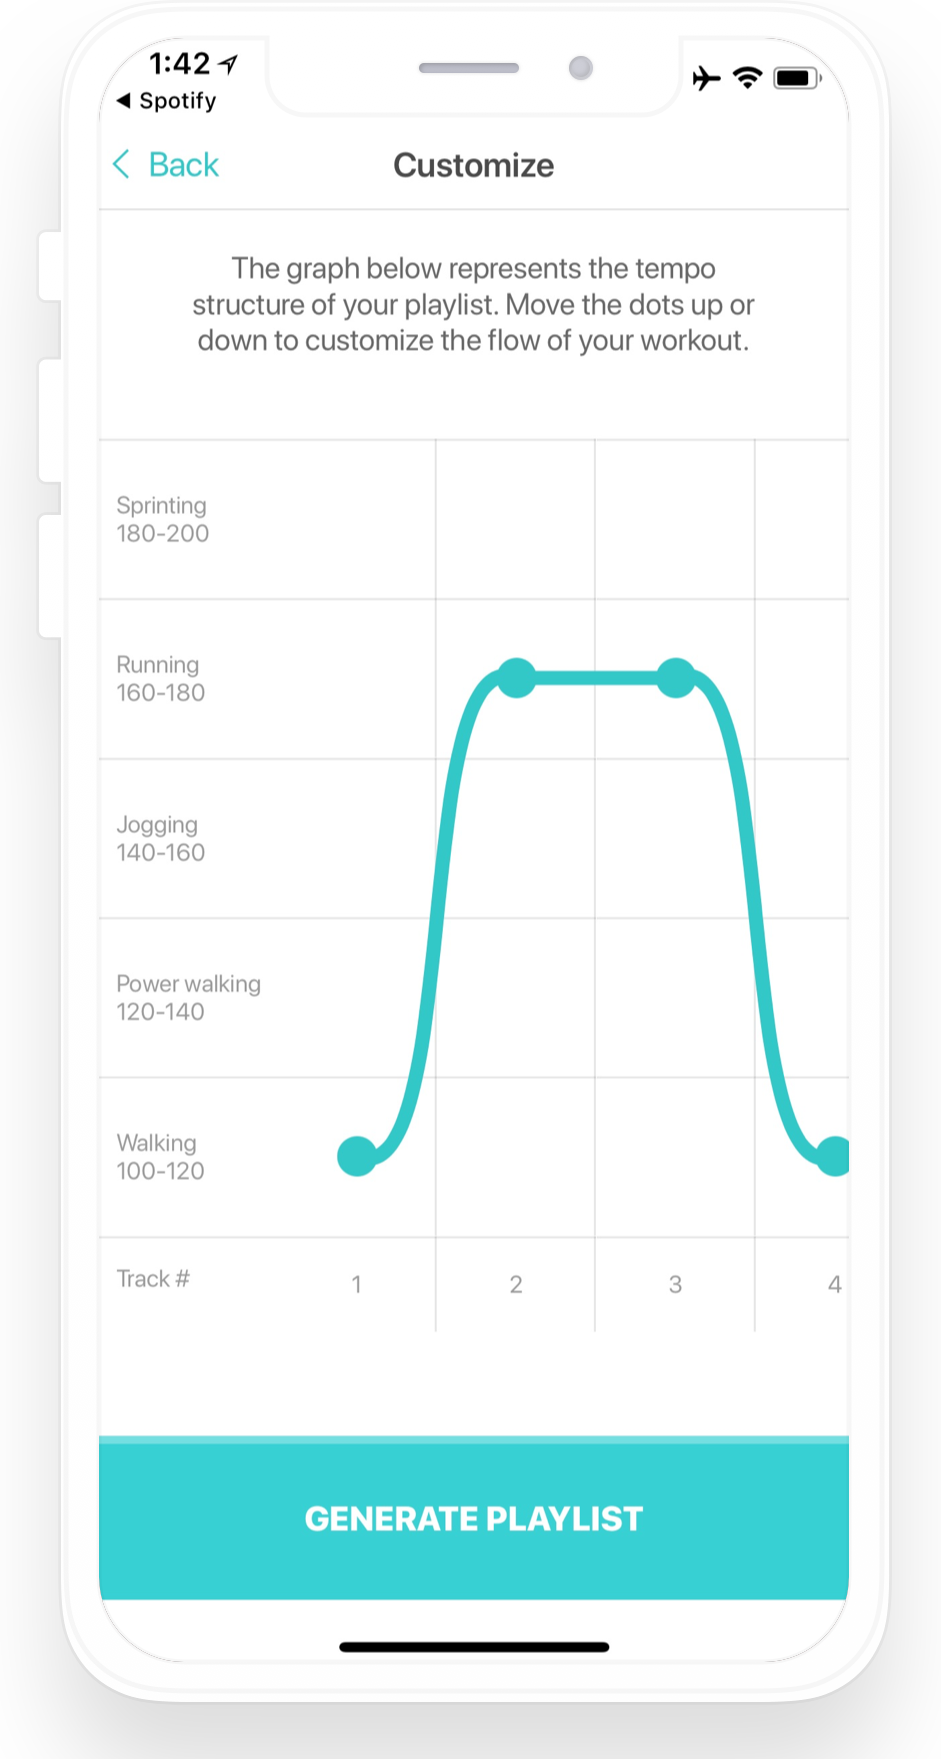 1:42
◀ Spotify
Back
Customize
The graph below represents the tempo
structure of your playlist. Move the dots up or
down to customize the flow of your workout.
Sprinting
180-200
Running
160-180
Jogging
140-160
Power walking
120-140
Walking
100-120
Track # 1 2 3 4
GENERATE PLAYLIST